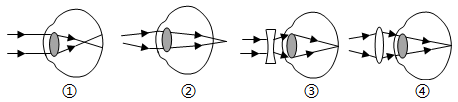 ① ② ③ ④